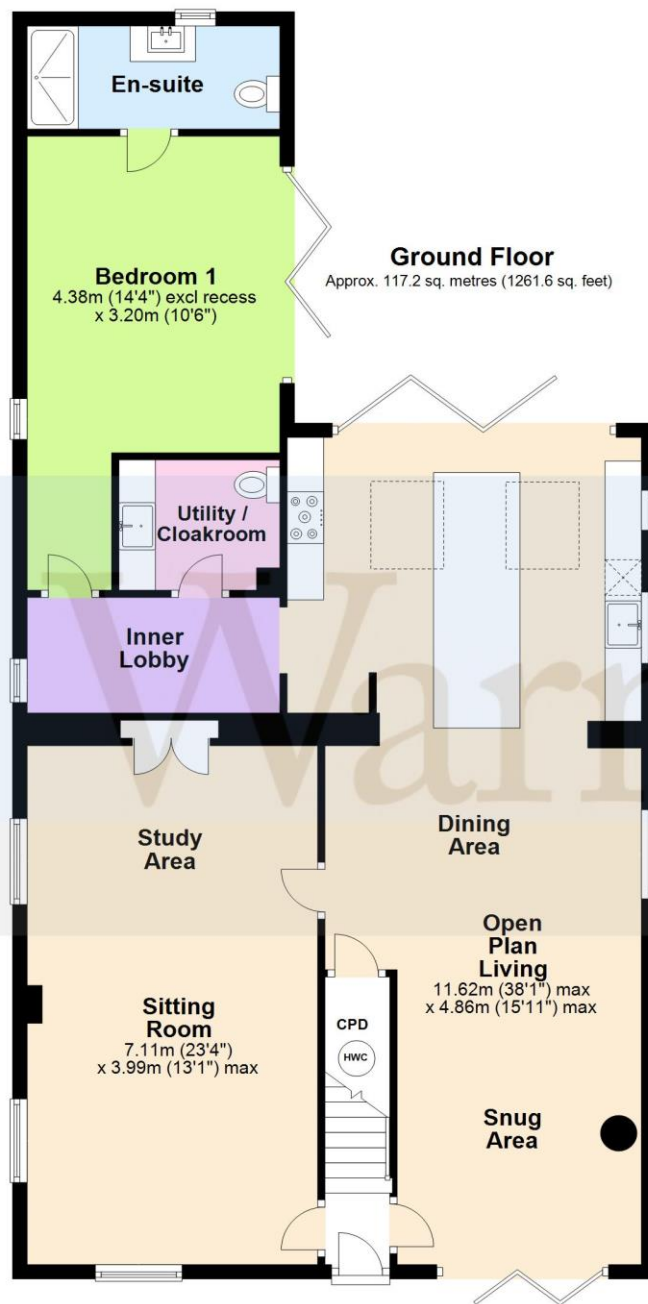 En-suite
Bedroom 1
4.38m (14'4") excl recess
x 3.20m (10'6")
Ground Floor
Approx. 117.2 sq. metres (1261.6 sq. feet)
Utility /
Cloakroom
Inner
Lobby
Study
Area
Dining
Area
Open
Plan
Living
11.62m (38'1") max
x 4.86m (15'11") max
Sitting
Room
7.11m (23'4")
x 3.99m (13'1") max
CPD
HWC
Snug
Area